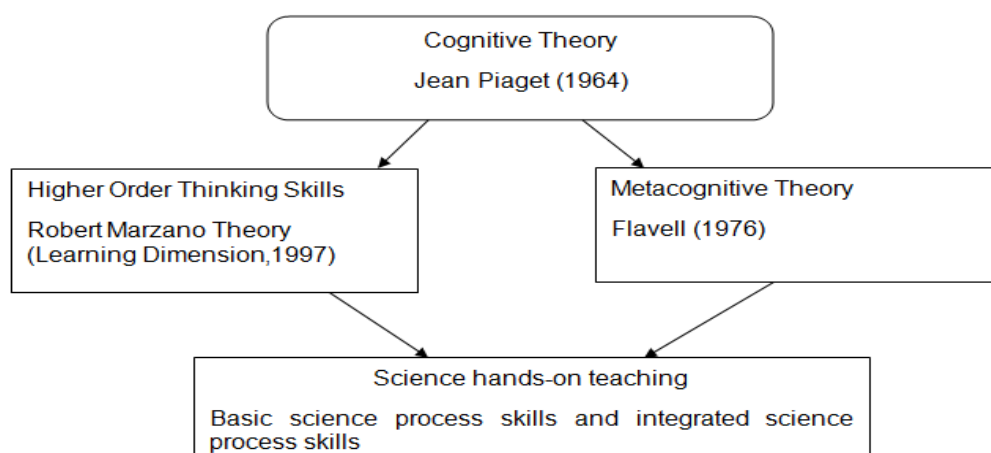 Cognitive Theory
Jean Piaget (1964)
Higher Order Thinking Skills
Robert Marzano Theory
(Learning Dimension,1997)
Metacognitive Theory
Flavell (1976)
Science hands-on teaching
Basic science process skills and integrated science
process skills